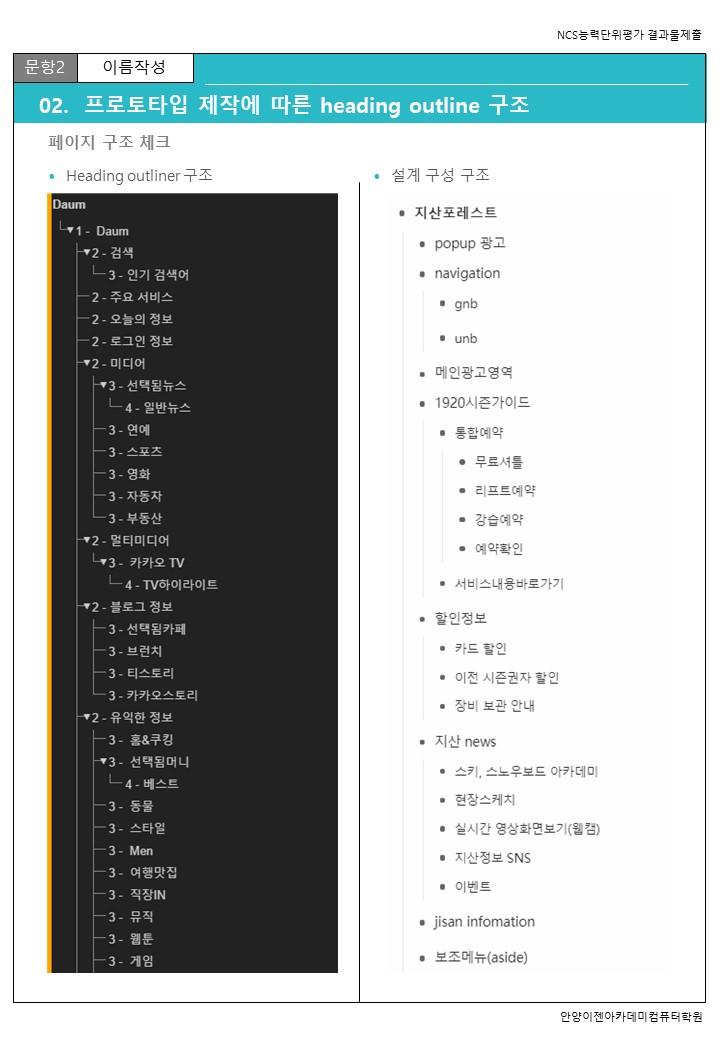 NCS능력단위평가 결과물제출
문항2 이름작성
02. 프로토타입 제작에 따른 heading outline 구조
페이지 구조 체크
• Heading outliner 구조
Daum
1 - Daum
2 - 검색
3 - 인기 검색어
2 - 주요 서비스
2 - 오늘의 정보
2 - 로그인 정보
2 - 미디어
3 - 선택됨뉴스
4 - 일반뉴스
3 - 연예
3 - 스포츠
3 - 영화
3 - 자동차
3 - 부동산
2 - 멀티미디어
3 - 카카오 TV
4 - TV하이라이트
2 - 블로그 정보
3 - 선택됨카페
3 - 브런치
3 - 티스토리
3 - 카카오스토리
2 - 유익한 정보
3 - 홈&쿠킹
3 - 선택됨머니
4 - 베스트
3 - 동물
3 - 스타일
3 - Men
3 - 여행맛집
3 - 직장IN
3 - 뮤직
3 - 웹툰
3 - 게임
• 설계 구성 구조
• 지산포레스트
• popup 광고
• navigation
• gnb
• unb
• 메인광고영역
• 1920시즌가이드
• 통합예약
• 무료셔틀
• 리프트예약
• 강습예약
• 예약확인
• 서비스내용바로가기
• 할인정보
• 카드 할인
• 이전 시즌권자 할인
• 장비 보관 안내
• 지산 news
• 스키, 스노우보드 아카데미
• 현장스케치
• 실시간 영상화면보기(웹캠)
• 지산정보 SNS
• 이벤트
• jisan infomation
• 보조메뉴(aside)
안양이젠아카데미컴퓨터학원